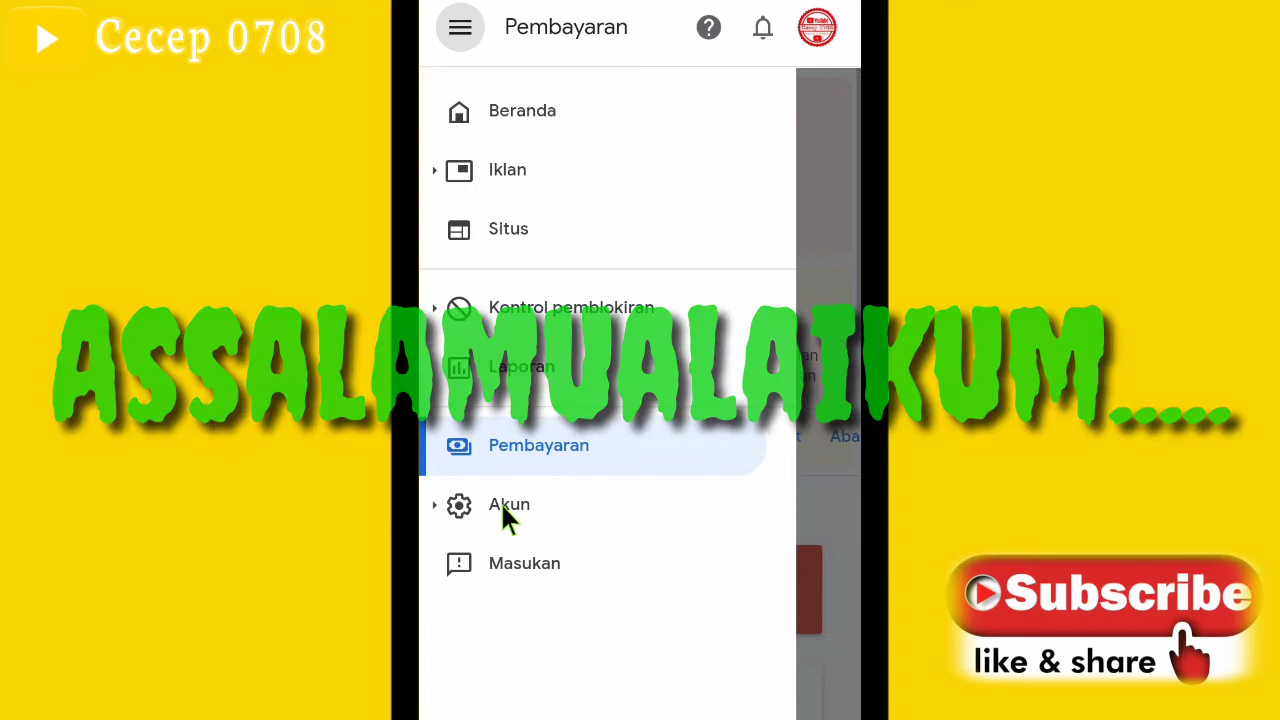 Cecep 0708
Pembayaran
Beranda
Iklan
Situs
Kontrol pemblokiran
Laporan
ASSALAMUALAIKUM.....
Pembayaran
Akun
Masukan
Subscribe
like & share